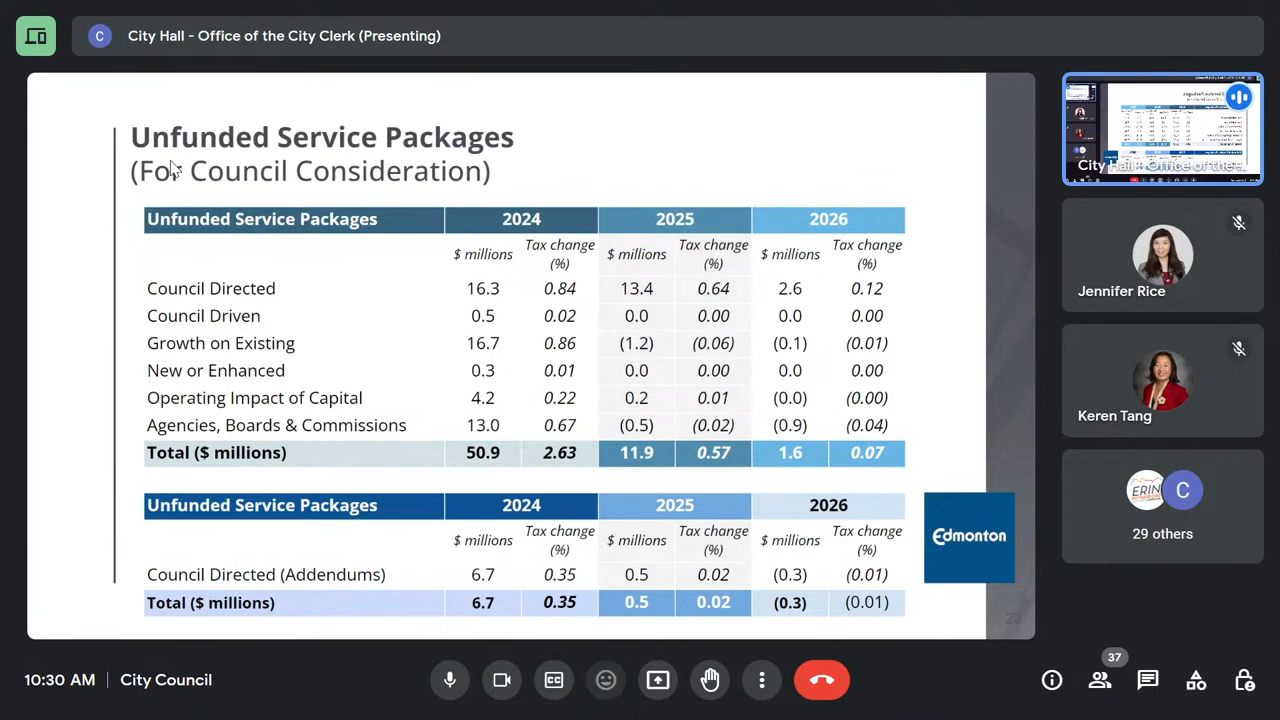 C City Hall - Office of the City Clerk (Presenting)
Unfunded Service Packages
(For Council Consideration)
Unfunded Service Packages 2024 2025 2026
$ millions Tax change (%) $ millions Tax change (%) $ millions Tax change (%)
Council Directed 16.3 0.84 13.4 0.64 2.6 0.12
Council Driven 0.5 0.02 0.0 0.00 0.0 0.00
Growth on Existing 16.7 0.86 (1.2) (0.06) (0.1) (0.01)
New or Enhanced 0.3 0.01 0.0 0.00 0.0 0.00
Operating Impact of Capital 4.2 0.22 0.2 0.01 (0.0) (0.00)
Agencies, Boards & Commissions 13.0 0.67 (0.5) (0.02) (0.9) (0.04)
Total ($ millions) 50.9 2.63 11.9 0.57 1.6 0.07
Unfunded Service Packages 2024 2025 2026
$ millions Tax change (%) $ millions Tax change (%) $ millions Tax change (%)
Council Directed (Addendums) 6.7 0.35 0.5 0.02 (0.3) (0.01)
Total ($ millions) 6.7 0.35 0.5 0.02 (0.3) (0.01)
Edmonton
22
City Hall - Office of the ...
Jennifer Rice
Keren Tang
ERIN
C
29 others
10:30 AM | City Council
37